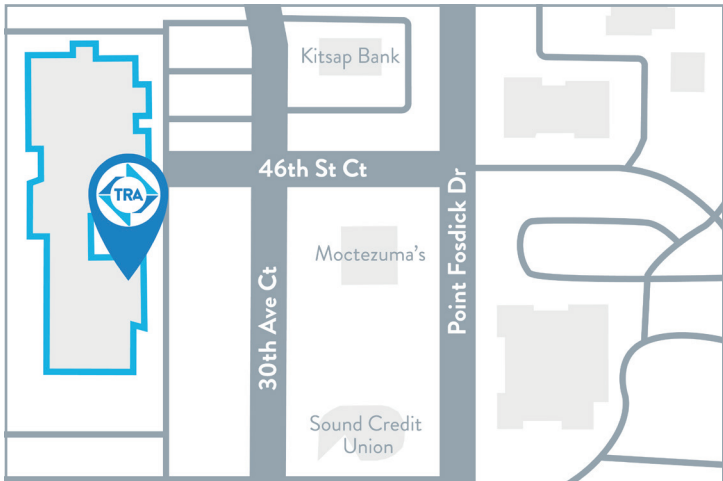 Kitsap Bank
46th St Ct
TRA
Moctezuma's
Point Fosdick Dr
30th Ave Ct
Sound Credit
Union